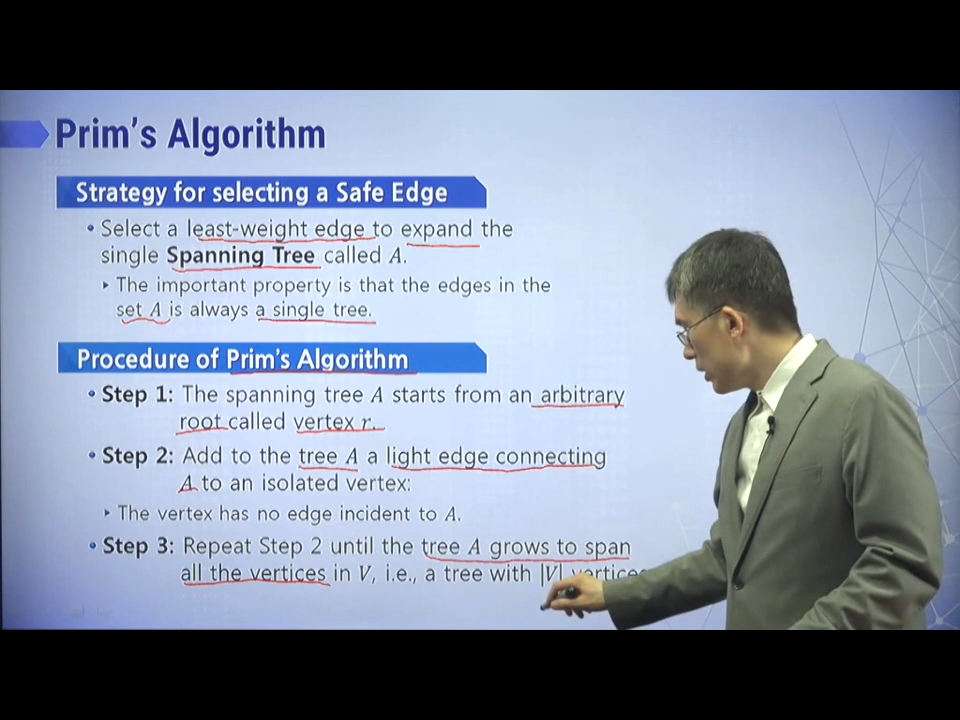 Prim's Algorithm
Strategy for selecting a Safe Edge
• Select a least-weight edge to expand the
single Spanning Tree called A.
‣ The important property is that the edges in the
set A is always a single tree.
Procedure of Prim's Algorithm
• Step 1: The spanning tree A starts from an arbitrary
root called vertex r.
• Step 2: Add to the tree A a light edge connecting
A to an isolated vertex:
‣ The vertex has no edge incident to A.
• Step 3: Repeat Step 2 until the tree A grows to span
all the vertices in V, i.e., a tree with |V| vertices